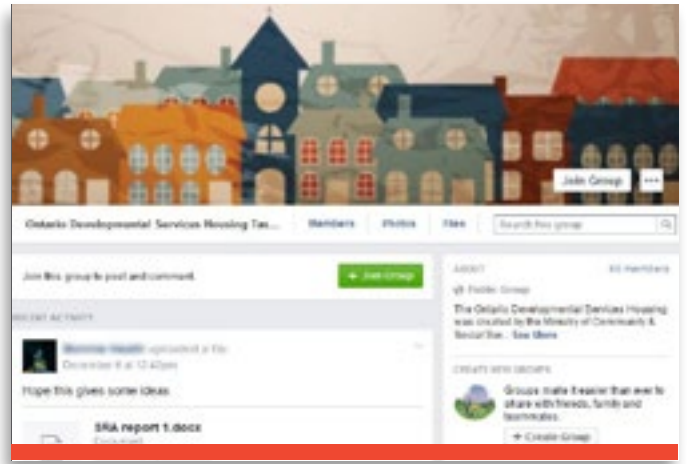 Join Group
Ontario Developmental Services Housing Tas... Members Photos Files Search this group
Join this group to post and comment. + Join Group
ABOUT 60 members
Public Group
The Ontario Developmental Services Housing
was created by the Ministry of Community &
Social Ser... See More
RECENT ACTIVITY
uploaded a file
December 8 at 12:42pm
Hope this gives some ideas
SRA report 1.docx
Document
CREATE NEW GROUPS
Groups make it easier than ever to
share with friends, family and
teammates.
+ Create Group